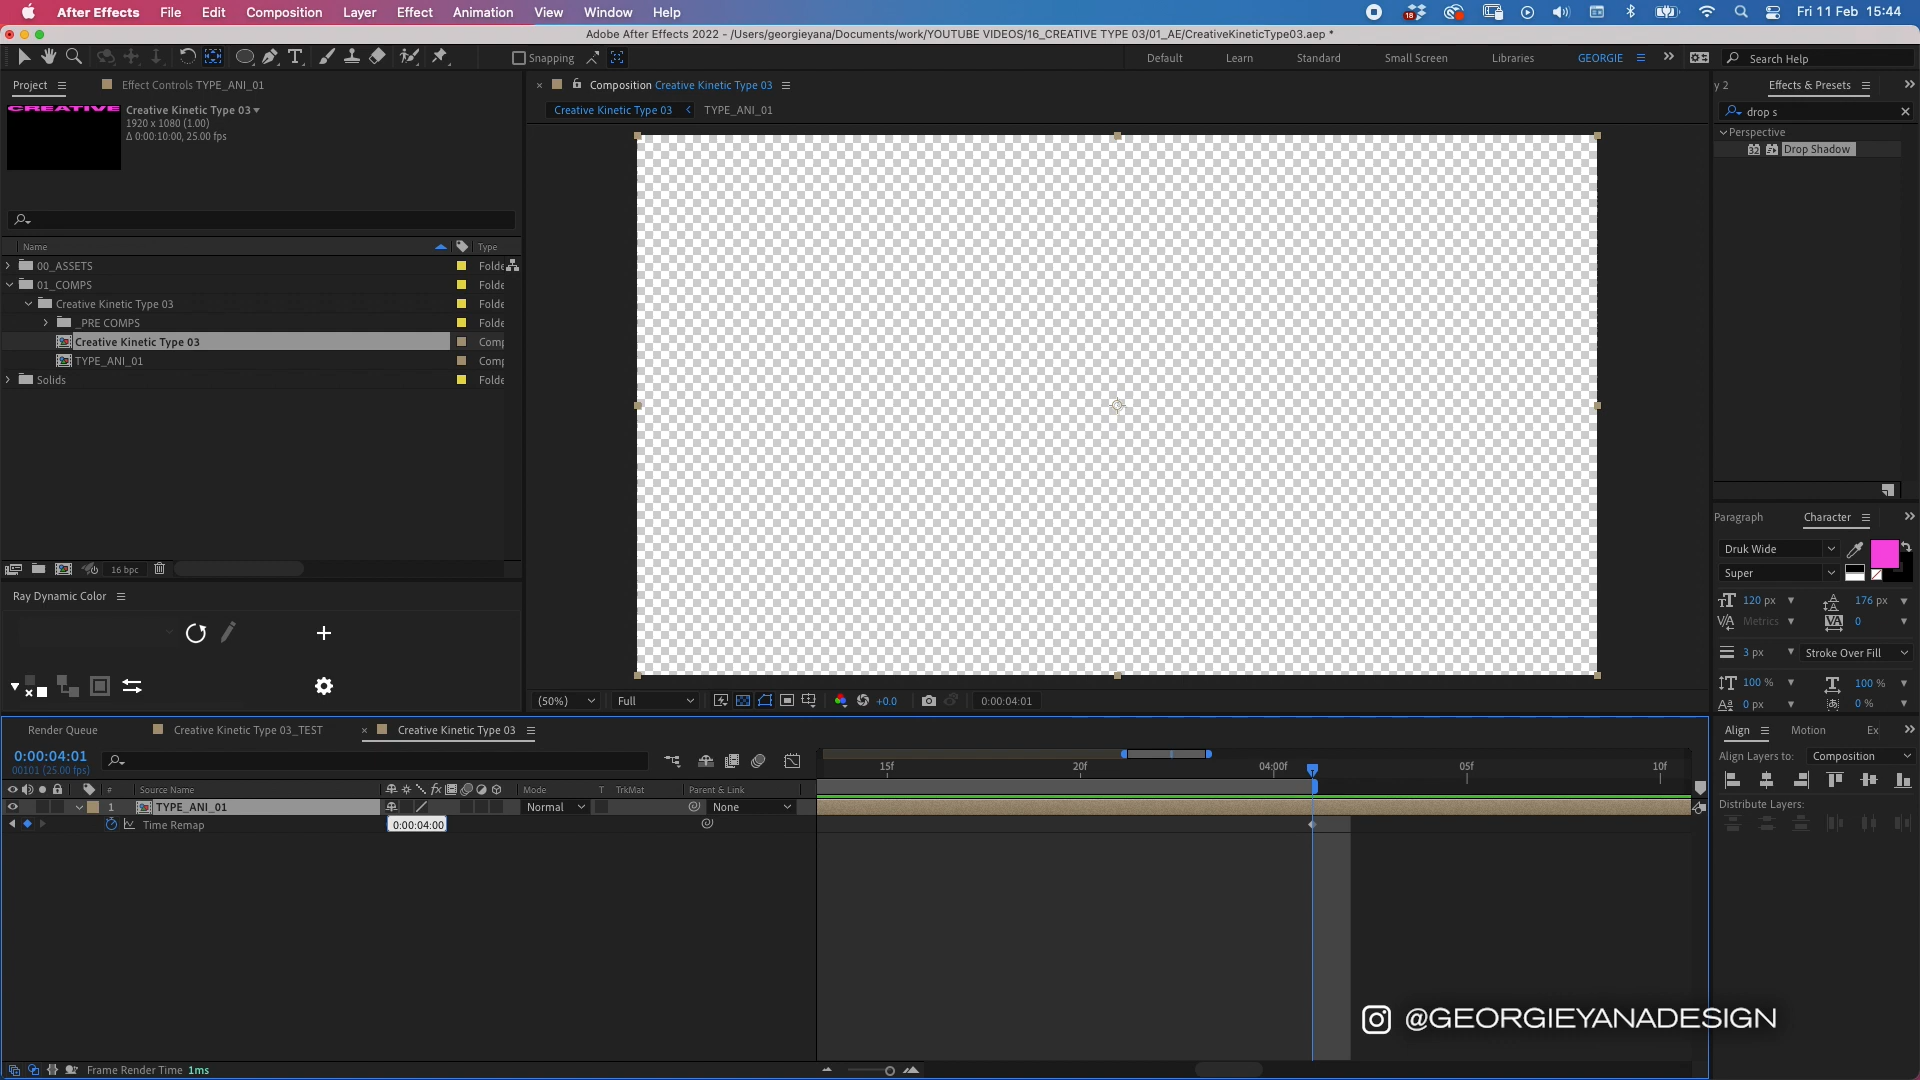 After Effects File Edit Composition Layer Effect Animation View Window Help 18 Fri 11 Feb 15:44
Adobe After Effects 2022 - /Users/georgieyana/Documents/work/YOUTUBE VIDEOS/16_CREATIVE TYPE 03/01_AE/CreativeKineticType03.aep *
Snapping Default Learn Standard Small Screen Libraries GEORGIE Search Help
Project Effect Controls TYPE_ANI_01 Composition Creative Kinetic Type 03 y 2 Effects & Presets
CREATIVE
Creative Kinetic Type 03
1920 x 1080 (1.00)
Δ 0:00:10:00, 25.00 fps
Creative Kinetic Type 03 TYPE_ANI_01
drop s
Perspective
32 Drop Shadow
Name Type
00_ASSETS Folde
01_COMPS Folde
Creative Kinetic Type 03 Folde
_PRE COMPS Folde
Creative Kinetic Type 03 Comp
TYPE_ANI_01 Comp
Solids Folde
16 bpc
Ray Dynamic Color
Paragraph Character
Druk Wide
Super
120 px 176 px
Metrics 0
3 px Stroke Over Fill
100 % 100 %
0 px 0 %
(50%) Full +0.0 0:00:04:01
Render Queue Creative Kinetic Type 03_TEST Creative Kinetic Type 03
Align Motion Ex
Align Layers to: Composition
Distribute Layers:
0:00:04:01
00101 (25.00 fps)
15f 20f 04:00f 05f 10f
# Source Name Mode T TrkMat Parent & Link
1 TYPE_ANI_01 Normal None
Time Remap 0:00:04:00
@GEORGIEYANADESIGN
Frame Render Time 1ms